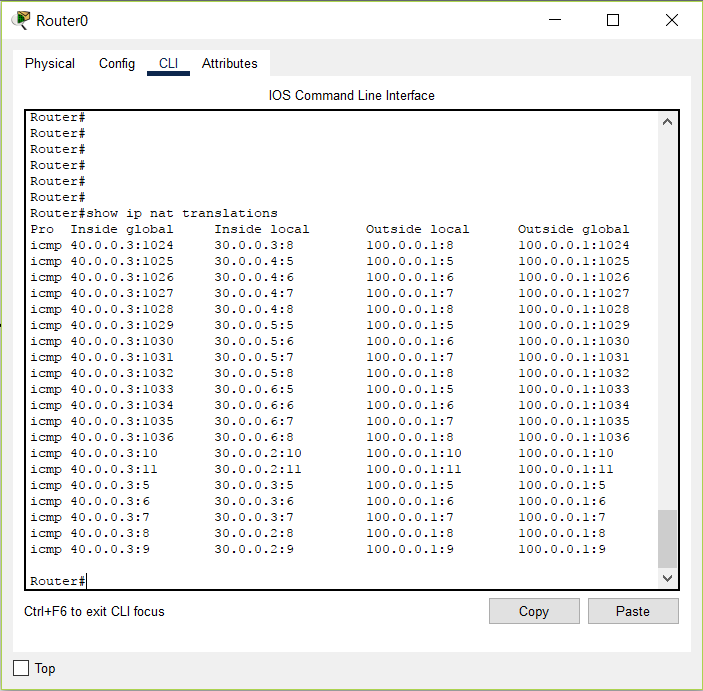 Router0
Physical Config CLI Attributes
IOS Command Line Interface
Router#
Router#
Router#
Router#
Router#
Router#
Router#show ip nat translations
Pro Inside global Inside local Outside local Outside global
icmp 40.0.0.3:1024 30.0.0.3:8 100.0.0.1:8 100.0.0.1:1024
icmp 40.0.0.3:1025 30.0.0.4:5 100.0.0.1:5 100.0.0.1:1025
icmp 40.0.0.3:1026 30.0.0.4:6 100.0.0.1:6 100.0.0.1:1026
icmp 40.0.0.3:1027 30.0.0.4:7 100.0.0.1:7 100.0.0.1:1027
icmp 40.0.0.3:1028 30.0.0.4:8 100.0.0.1:8 100.0.0.1:1028
icmp 40.0.0.3:1029 30.0.0.5:5 100.0.0.1:5 100.0.0.1:1029
icmp 40.0.0.3:1030 30.0.0.5:6 100.0.0.1:6 100.0.0.1:1030
icmp 40.0.0.3:1031 30.0.0.5:7 100.0.0.1:7 100.0.0.1:1031
icmp 40.0.0.3:1032 30.0.0.5:8 100.0.0.1:8 100.0.0.1:1032
icmp 40.0.0.3:1033 30.0.0.6:5 100.0.0.1:5 100.0.0.1:1033
icmp 40.0.0.3:1034 30.0.0.6:6 100.0.0.1:6 100.0.0.1:1034
icmp 40.0.0.3:1035 30.0.0.6:7 100.0.0.1:7 100.0.0.1:1035
icmp 40.0.0.3:1036 30.0.0.6:8 100.0.0.1:8 100.0.0.1:1036
icmp 40.0.0.3:10 30.0.0.2:10 100.0.0.1:10 100.0.0.1:10
icmp 40.0.0.3:11 30.0.0.2:11 100.0.0.1:11 100.0.0.1:11
icmp 40.0.0.3:5 30.0.0.3:5 100.0.0.1:5 100.0.0.1:5
icmp 40.0.0.3:6 30.0.0.3:6 100.0.0.1:6 100.0.0.1:6
icmp 40.0.0.3:7 30.0.0.3:7 100.0.0.1:7 100.0.0.1:7
icmp 40.0.0.3:8 30.0.0.2:8 100.0.0.1:8 100.0.0.1:8
icmp 40.0.0.3:9 30.0.0.2:9 100.0.0.1:9 100.0.0.1:9
Router#
Ctrl+F6 to exit CLI focus
Copy Paste
Top